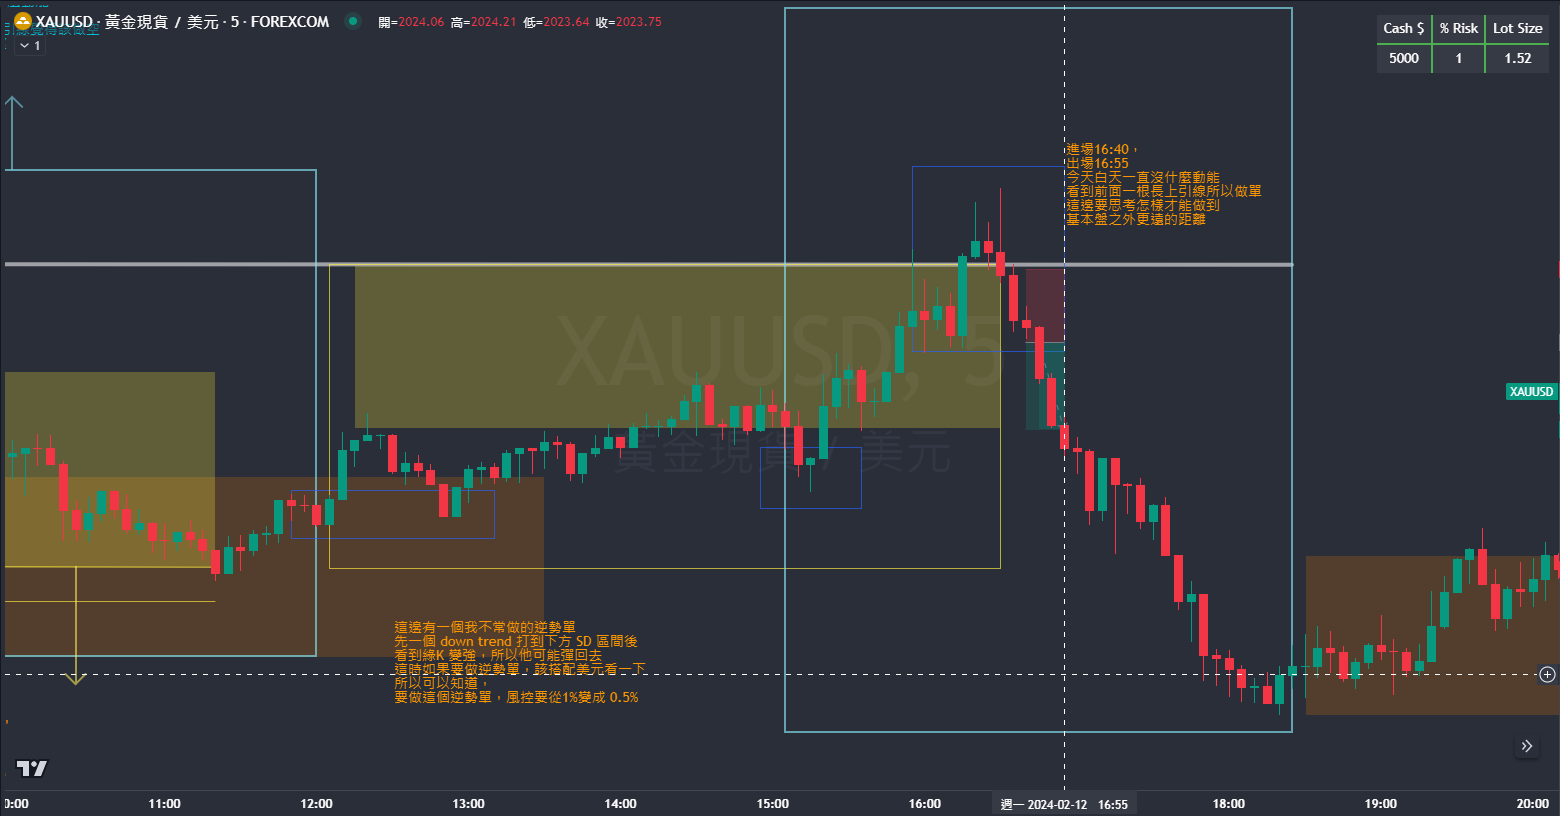 XAUUSD · 黃金現貨 / 美元 · 5 · FOREXCOM 開=2024.06 高=2024.21 低=2023.64 收=2023.75
引線覺得該做空
1
Cash $ % Risk Lot Size
5000 1 1.52
進場16:40，
出場16:55
今天白天一直沒什麼動能
看到前面一根長上引線所以做單
這邊要思考怎樣才能做到
基本盤之外更遠的距離
XAUUSD, 5
黃金現貨 / 美元
XAUUSD
這邊有一個我不常做的逆勢單
先一個 down trend 打到下方 SD 區間後
看到綠K 變強，所以他可能彈回去
這時如果要做逆勢單，該搭配美元看一下
所以可以知道，
要做這個逆勢單，風控要從1%變成 0.5%
，
0:00 11:00 12:00 13:00 14:00 15:00 16:00 週一 2024-02-12 16:55 18:00 19:00 20:00